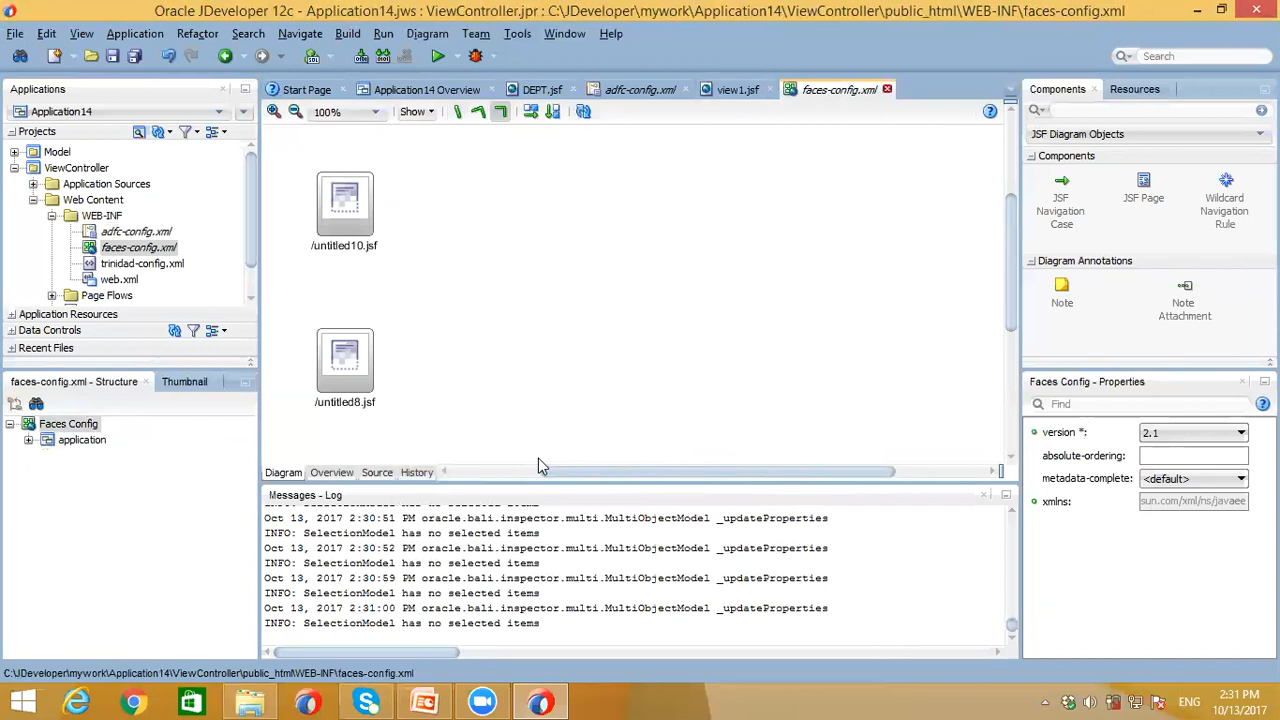 Oracle JDeveloper 12c - Application14.jws : ViewController.jpr : C:\JDeveloper\mywork\Application14\ViewController\public_html\WEB-INF\faces-config.xml
File Edit View Application Refactor Search Navigate Build Run Diagram Team Tools Window Help
Search
Applications
Application14
Projects
Model
ViewController
Application Sources
Web Content
WEB-INF
adfc-config.xml
faces-config.xml
trinidad-config.xml
web.xml
Page Flows
Application Resources
Data Controls
Recent Files
faces-config.xml - Structure
Thumbnail
Faces Config
application
Start Page
Application14 Overview
DEPT.jsf
adfc-config.xml
view1.jsf
faces-config.xml
100%
Show
/untitled10.jsf
/untitled8.jsf
Diagram Overview Source History
Messages - Log
Oct 13, 2017 2:30:51 PM oracle.bali.inspector.multi.MultiObjectModel _updateProperties
INFO: SelectionModel has no selected items
Oct 13, 2017 2:30:52 PM oracle.bali.inspector.multi.MultiObjectModel _updateProperties
INFO: SelectionModel has no selected items
Oct 13, 2017 2:30:59 PM oracle.bali.inspector.multi.MultiObjectModel _updateProperties
INFO: SelectionModel has no selected items
Oct 13, 2017 2:31:00 PM oracle.bali.inspector.multi.MultiObjectModel _updateProperties
INFO: SelectionModel has no selected items
Components
Resources
JSF Diagram Objects
Components
JSF Navigation Case
JSF Page
Wildcard Navigation Rule
Diagram Annotations
Note
Note Attachment
Faces Config - Properties
Find
version *: 2.1
absolute-ordering:
metadata-complete: <default>
xmlns: sun.com/xml/ns/javaee
C:\JDeveloper\mywork\Application14\ViewController\public_html\WEB-INF\faces-config.xml
ENG
2:31 PM
10/13/2017